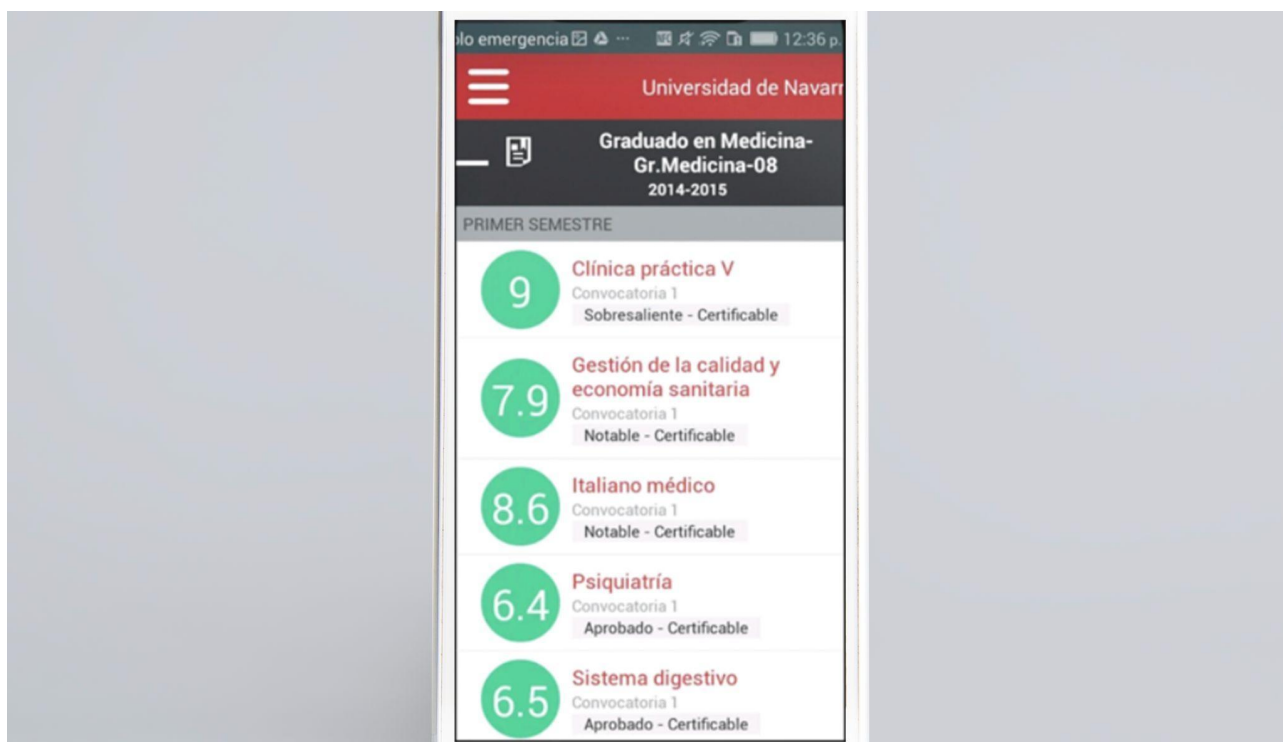 lo emergencia ... 12:36 p.
Universidad de Navarr
Graduado en Medicina-
Gr.Medicina-08
2014-2015
PRIMER SEMESTRE
9
Clínica práctica V
Convocatoria 1
Sobresaliente - Certificable
7.9
Gestión de la calidad y
economía sanitaria
Convocatoria 1
Notable - Certificable
8.6
Italiano médico
Convocatoria 1
Notable - Certificable
6.4
Psiquiatría
Convocatoria 1
Aprobado - Certificable
6.5
Sistema digestivo
Convocatoria 1
Aprobado - Certificable